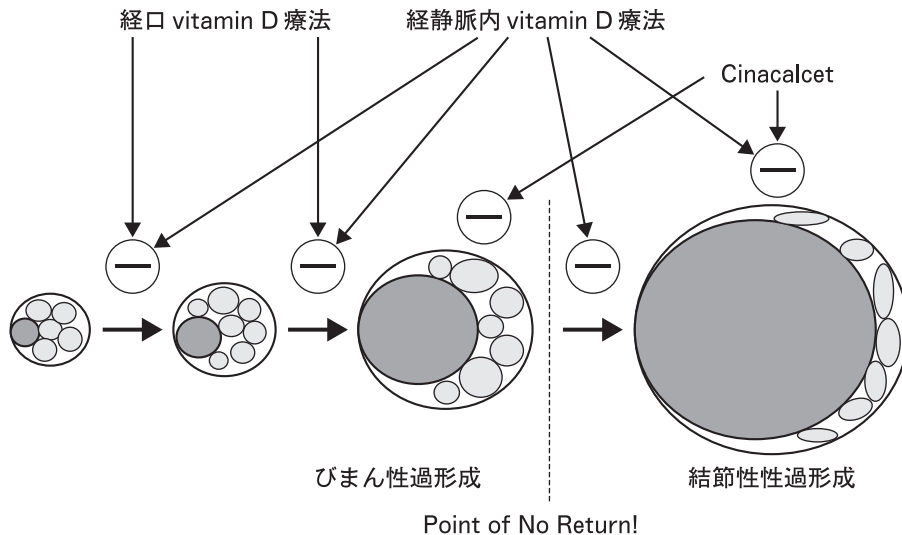 経口 vitamin D 療法
経静脈内 vitamin D 療法
Cinacalcet
びまん性過形成
結節性性過形成
Point of No Return!